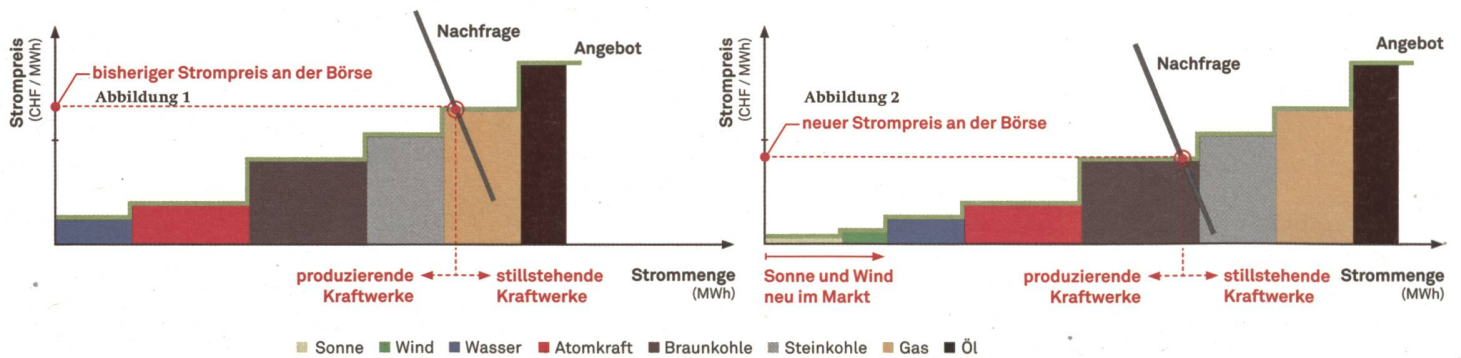 Strompreis
(CHF / MWh)
bisheriger Strompreis an der Börse
Abbildung 1
Nachfrage
Angebot
produzierende
Kraftwerke
stillstehende
Kraftwerke
Strommenge
(MWh)
Strompreis
(CHF / MWh)
Abbildung 2
neuer Strompreis an der Börse
Nachfrage
Angebot
Sonne und Wind
neu im Markt
produzierende
Kraftwerke
stillstehende
Kraftwerke
Strommenge
(MWh)
Sonne Wind Wasser Atomkraft Braunkohle Steinkohle Gas Öl